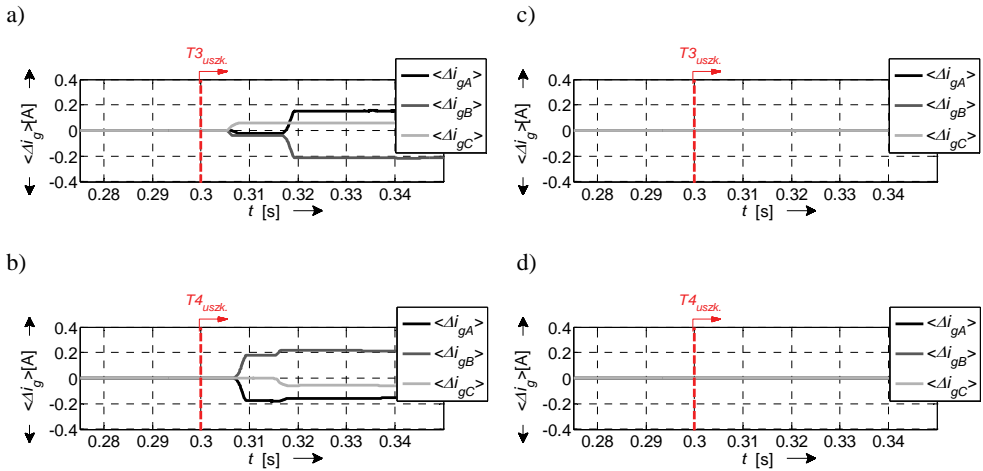 a)
T3uszk.
<Δig>[A]
0.4
0.2
0
-0.2
-0.4
0.28 0.29 0.3 0.31 0.32 0.33 0.34
t [s]
<ΔigA>
<ΔigB>
<ΔigC>
c)
T3uszk.
<Δig>[A]
0.4
0.2
0
-0.2
-0.4
0.28 0.29 0.3 0.31 0.32 0.33 0.34
t [s]
<ΔigA>
<ΔigB>
<ΔigC>
b)
T4uszk.
<Δig>[A]
0.4
0.2
0
-0.2
-0.4
0.28 0.29 0.3 0.31 0.32 0.33 0.34
t [s]
<ΔigA>
<ΔigB>
<ΔigC>
d)
T4uszk.
<Δig>[A]
0.4
0.2
0
-0.2
-0.4
0.28 0.29 0.3 0.31 0.32 0.33 0.34
t [s]
<ΔigA>
<ΔigB>
<ΔigC>